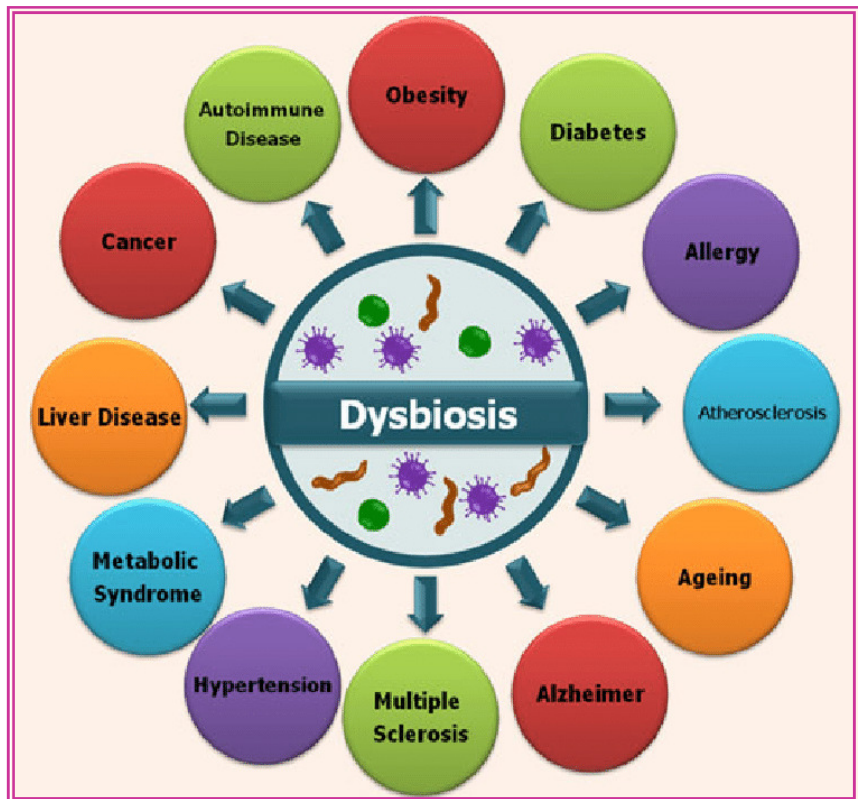 Obesity
Autoimmune
Disease
Diabetes
Cancer
Allergy
Liver Disease
Dysbiosis
Atherosclerosis
Metabolic
Syndrome
Ageing
Hypertension
Multiple
Sclerosis
Alzheimer